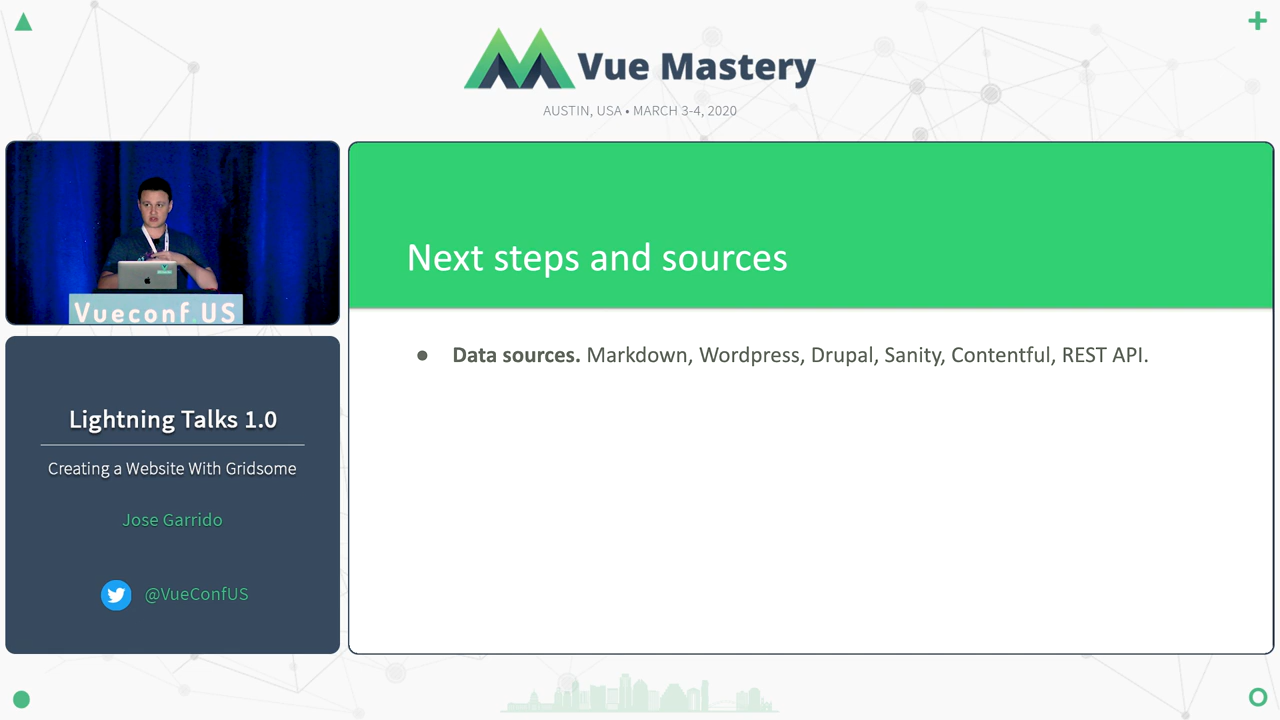 Vue Mastery
AUSTIN, USA • MARCH 3-4, 2020
Vueconf.US
Lightning Talks 1.0
Creating a Website With Gridsome
Jose Garrido
@VueConfUS
Next steps and sources
● Data sources. Markdown, Wordpress, Drupal, Sanity, Contentful, REST API.